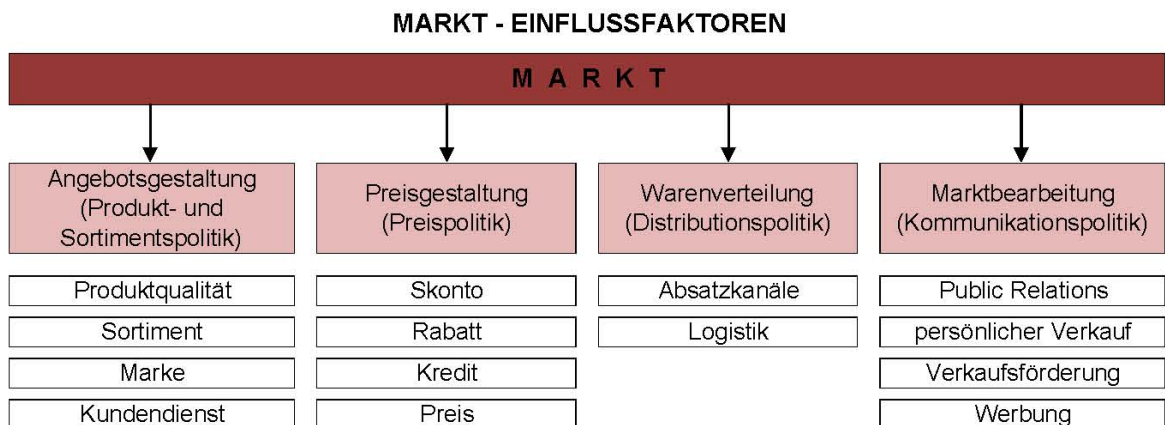 MARKT - EINFLUSSFAKTOREN
M A R K T
Angebotsgestaltung
(Produkt- und
Sortimentspolitik)
Produktqualität
Sortiment
Marke
Kundendienst
Preisgestaltung
(Preispolitik)
Skonto
Rabatt
Kredit
Preis
Warenverteilung
(Distributionspolitik)
Absatzkanäle
Logistik
Marktbearbeitung
(Kommunikationspolitik)
Public Relations
persönlicher Verkauf
Verkaufsförderung
Werbung